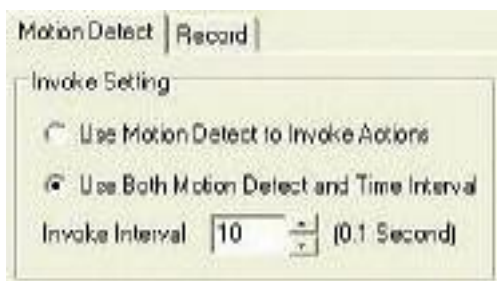 Motion Detect Record
Invoke Setting
Use Motion Detect to Invoke Actions
Use Both Motion Detect and Time Interval
Invoke Interval 10 (0.1 Second)